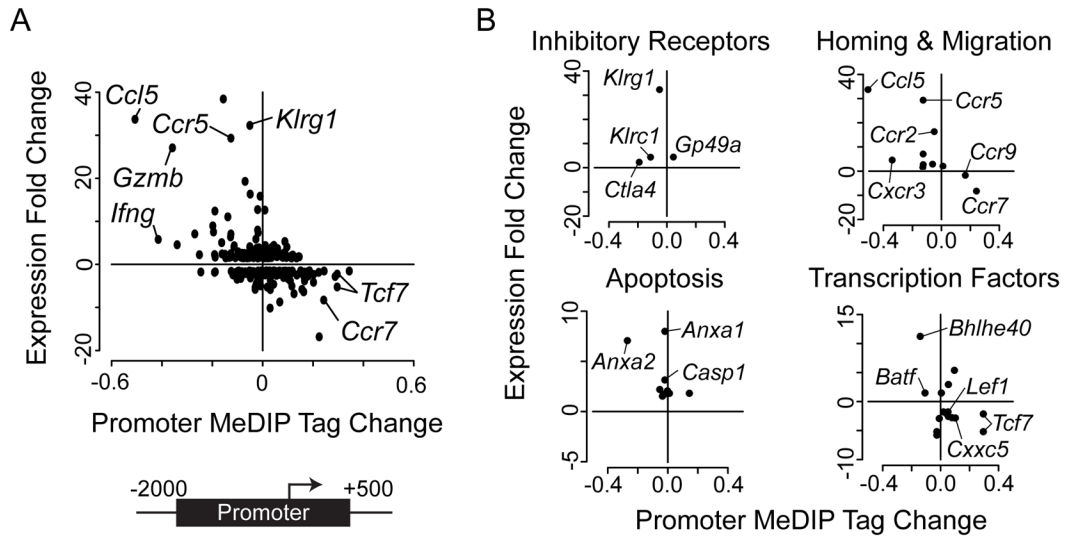 A
Expression Fold Change
40
20
0
-20
Ccl5
Ccr5
Klrg1
Gzmb
Ifng
Tcf7
Ccr7
-0.6
0
0.6
Promoter MeDIP Tag Change
-2000
+500
Promoter
B
Expression Fold Change
Inhibitory Receptors
40
20
0
-20
Klrg1
Klrc1
Gp49a
Ctla4
-0.4
0.0
0.4
Homing & Migration
40
20
0
-20
Ccl5
Ccr5
Ccr2
Ccr9
Cxcr3
Ccr7
-0.4
0.0
0.4
Apoptosis
10
5
0
-5
Anxa1
Anxa2
Casp1
-0.4
0.0
0.4
Transcription Factors
15
0
-10
Bhlhe40
Batf
Lef1
Tcf7
Cxxc5
-0.4
0.0
0.4
Promoter MeDIP Tag Change